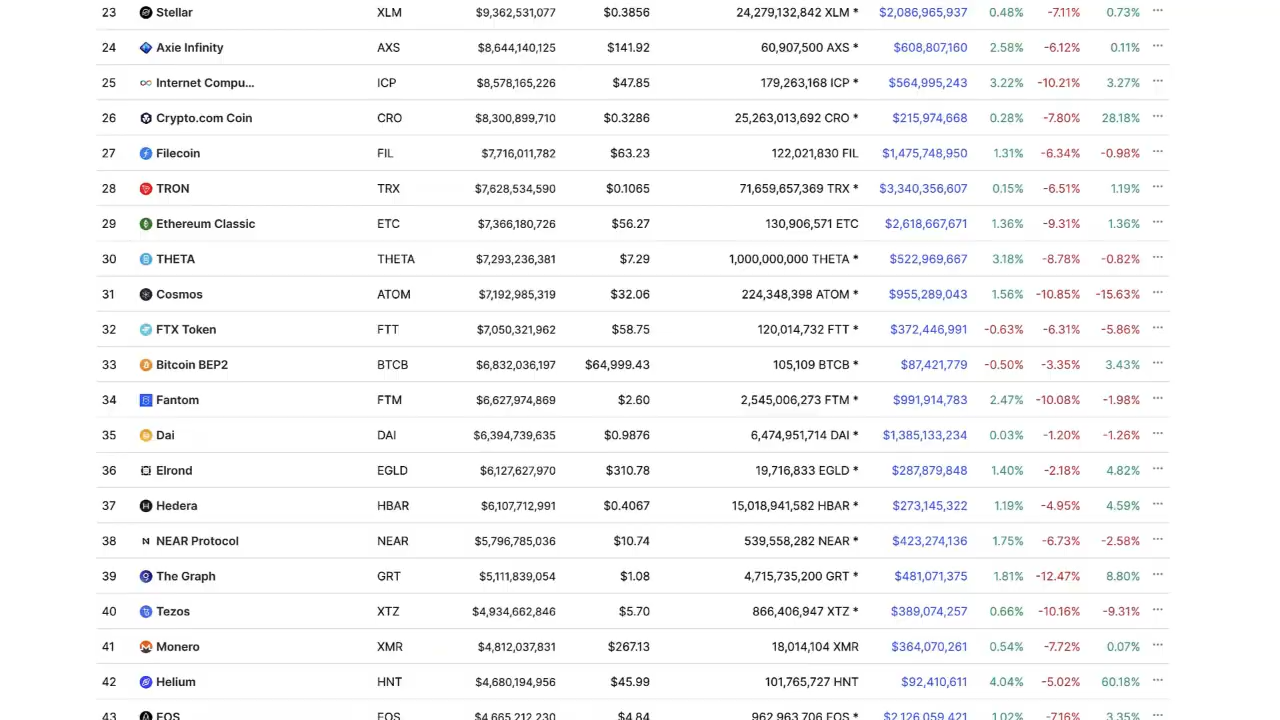 23 Stellar XLM $9,362,531,077 $0.3856 24,279,132,842 XLM * $2,086,965,937 0.48% -7.11% 0.73% ...
24 Axie Infinity AXS $8,644,140,125 $141.92 60,907,500 AXS * $608,807,160 2.58% -6.12% 0.11% ...
25 Internet Compu... ICP $8,578,165,226 $47.85 179,263,168 ICP * $564,995,243 3.22% -10.21% 3.27% ...
26 Crypto.com Coin CRO $8,300,899,710 $0.3286 25,263,013,692 CRO * $215,974,668 0.28% -7.80% 28.18% ...
27 Filecoin FIL $7,716,011,782 $63.23 122,021,830 FIL $1,475,748,950 1.31% -6.34% -0.98% ...
28 TRON TRX $7,628,534,590 $0.1065 71,659,657,369 TRX * $3,340,356,607 0.15% -6.51% 1.19% ...
29 Ethereum Classic ETC $7,366,180,726 $56.27 130,906,571 ETC $2,618,667,671 1.36% -9.31% 1.36% ...
30 THETA THETA $7,293,236,381 $7.29 1,000,000,000 THETA * $522,969,667 3.18% -8.78% -0.82% ...
31 Cosmos ATOM $7,192,985,319 $32.06 224,348,398 ATOM * $955,289,043 1.56% -10.85% -15.63% ...
32 FTX Token FTT $7,050,321,962 $58.75 120,014,732 FTT * $372,446,991 -0.63% -6.31% -5.86% ...
33 Bitcoin BEP2 BTCB $6,832,036,197 $64,999.43 105,109 BTCB * $87,421,779 -0.50% -3.35% 3.43% ...
34 Fantom FTM $6,627,974,869 $2.60 2,545,006,273 FTM * $991,914,783 2.47% -10.08% -1.98% ...
35 Dai DAI $6,394,739,635 $0.9876 6,474,951,714 DAI * $1,385,133,234 0.03% -1.20% -1.26% ...
36 Elrond EGLD $6,127,627,970 $310.78 19,716,833 EGLD * $287,879,848 1.40% -2.18% 4.82% ...
37 Hedera HBAR $6,107,712,991 $0.4067 15,018,941,582 HBAR * $273,145,322 1.19% -4.95% 4.59% ...
38 NEAR Protocol NEAR $5,796,785,036 $10.74 539,558,282 NEAR * $423,274,136 1.75% -6.73% -2.58% ...
39 The Graph GRT $5,111,839,054 $1.08 4,715,735,200 GRT * $481,071,375 1.81% -12.47% 8.80% ...
40 Tezos XTZ $4,934,662,846 $5.70 866,406,947 XTZ * $389,074,257 0.66% -10.16% -9.31% ...
41 Monero XMR $4,812,037,831 $267.13 18,014,104 XMR $364,070,261 0.54% -7.72% 0.07% ...
42 Helium HNT $4,680,194,956 $45.99 101,765,727 HNT $92,410,611 4.04% -5.02% 60.18% ...
43 EOS EOS $4,665,212,230 $4.84 962,963,706 EOS * $2,126,059,421 1.02% -7.16% 3.35% ...